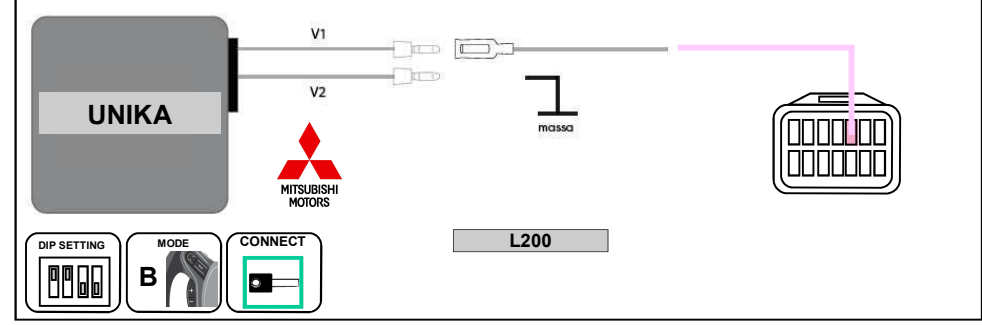 V1
V2
UNIKA
massa
MITSUBISHI
MOTORS
L200
DIP SETTING
MODE
B
CONNECT